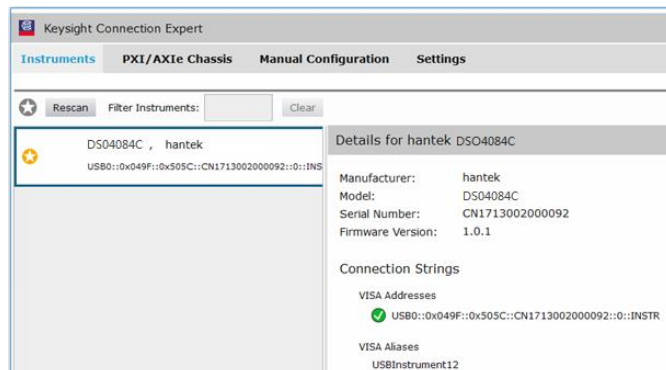 Keysight Connection Expert
Instruments PXI/AXIe Chassis Manual Configuration Settings
Rescan Filter Instruments: Clear
DS04084C , hantek
USB0::0x049F::0x505C::CN1713002000092::0::INS
Details for hantek DSO4084C
Manufacturer: hantek
Model: DS04084C
Serial Number: CN1713002000092
Firmware Version: 1.0.1
Connection Strings
VISA Addresses
USB0::0x049F::0x505C::CN1713002000092::0::INSTR
VISA Aliases
USBInstrument12